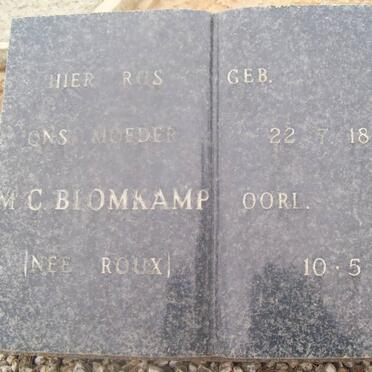 HIER RUS
ONS MOEDER
M.C. BLOMKAMP
(NEE ROUX)
GEB.
22 · 7 · 18
OORL.
10 · 5